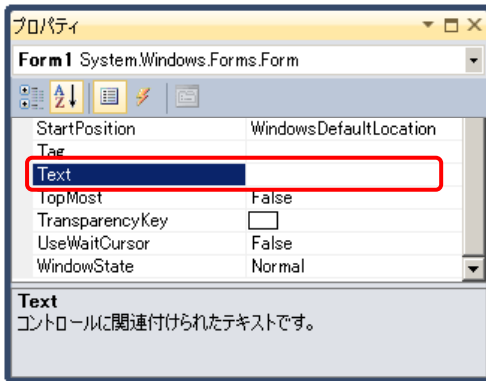 プロパティ
Form1 System.Windows.Forms.Form
StartPosition WindowsDefaultLocation
Tag
Text
TopMost False
TransparencyKey
UseWaitCursor False
WindowState Normal
Text
コントロールに関連付けられたテキストです。